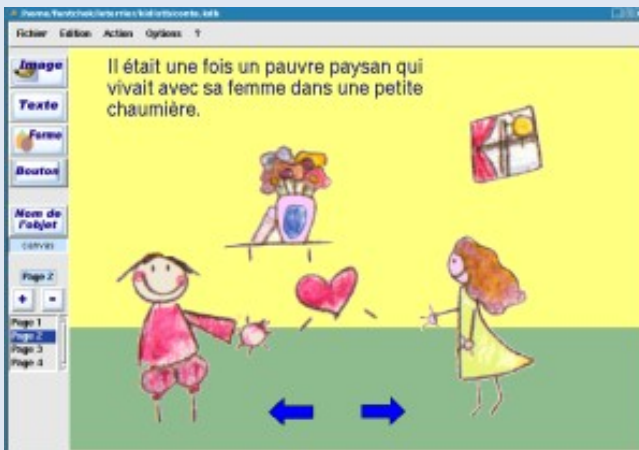 Fichier Edition Action Options ?
Image
Texte
Forme
Bouton
Nom de
l'objet
canvas
Page 2
+ -
Page 1
Page 2
Page 3
Page 4
Il était une fois un pauvre paysan qui
vivait avec sa femme dans une petite
chaumière.